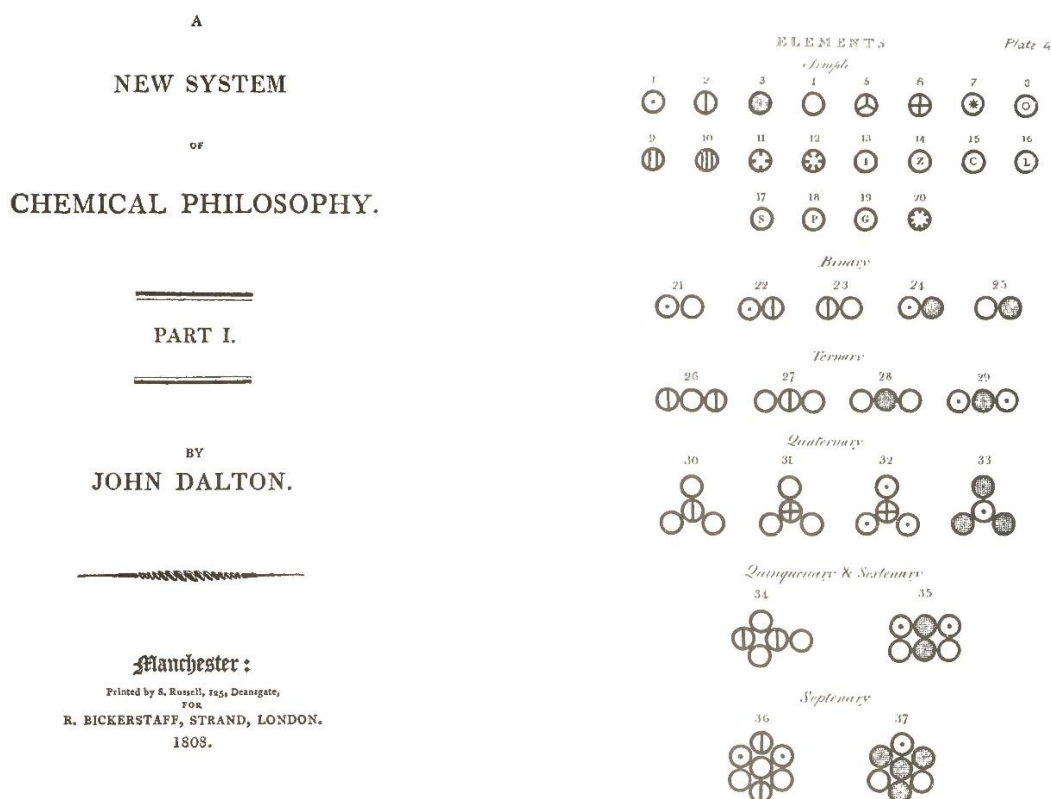 A
NEW SYSTEM
OF
CHEMICAL PHILOSOPHY.
PART I.
BY
JOHN DALTON.
Manchester:
Printed by S. Russell, 125, Deansgate,
FOR
R. BICKERSTAFF, STRAND, LONDON.
1808.
ELEMENTS Plate 4
Simple
1 2 3 4 5 6 7 8
9 10 11 12 13 14 15 16
I Z C L
17 18 19 20
S P G
Binary
21 22 23 24 25
Ternary
26 27 28 29
Quaternary
30 31 32 33
Quinquenary & Sextenary
34 35
Septenary
36 37